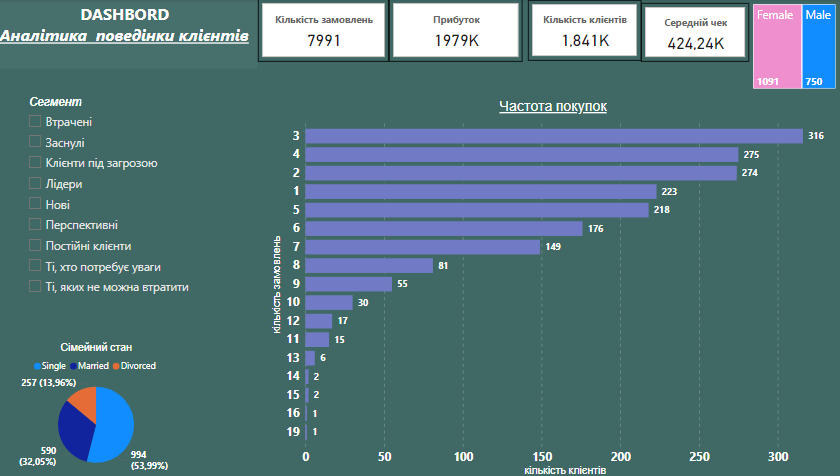 DASHBORD
Аналітика поведінки клієнтів
Кількість замовлень
7991
Прибуток
1979K
Кількість клієнтів
1,841K
Середній чек
424,24K
Female
1091
Male
750
Сегмент
Втрачені
Заснулі
Клієнти під загрозою
Лідери
Нові
Перспективні
Постійні клієнти
Ті, хто потребує уваги
Ті, яких не можна втратити
Сімейний стан
Single Married Divorced
257 (13,96%)
590
(32,05%)
994
(53,99%)
Частота покупок
кількість замовлень
3 316
4 275
2 274
1 223
5 218
6 176
7 149
8 81
9 55
10 30
12 17
11 15
13 6
14 2
15 2
16 1
19 1
0 50 100 150 200 250 300
кількість клієнтів